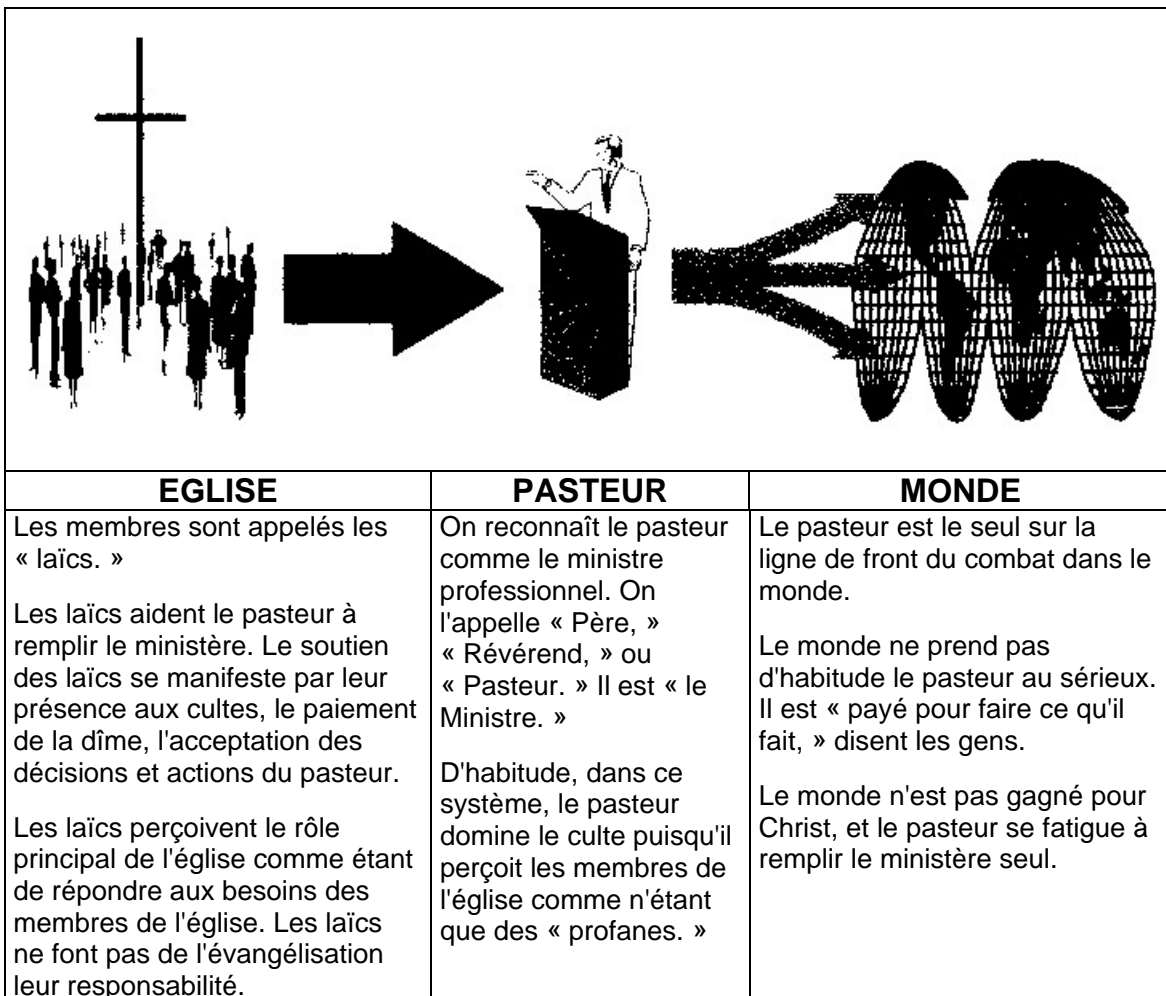 EGLISE
Les membres sont appelés les
« laïcs. »
Les laïcs aident le pasteur à
remplir le ministère. Le soutien
des laïcs se manifeste par leur
présence aux cultes, le paiement
de la dîme, l'acceptation des
décisions et actions du pasteur.
Les laïcs perçoivent le rôle
principal de l'église comme étant
de répondre aux besoins des
membres de l'église. Les laïcs
ne font pas de l'évangélisation
leur responsabilité.
PASTEUR
On reconnaît le pasteur
comme le ministre
professionnel. On
l'appelle « Père, »
« Révérend, » ou
« Pasteur. » Il est « le
Ministre. »
D'habitude, dans ce
système, le pasteur
domine le culte puisqu'il
perçoit les membres de
l'église comme n'étant
que des « profanes. »
MONDE
Le pasteur est le seul sur la
ligne de front du combat dans le
monde.
Le monde ne prend pas
d'habitude le pasteur au sérieux.
Il est « payé pour faire ce qu'il
fait, » disent les gens.
Le monde n'est pas gagné pour
Christ, et le pasteur se fatigue à
remplir le ministère seul.